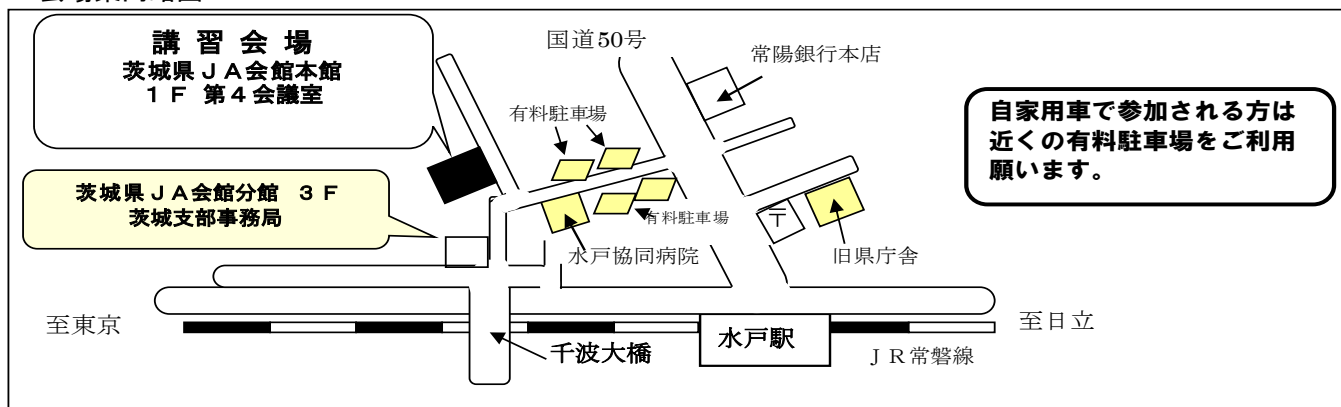 講 習 会 場
茨城県ＪＡ会館本館
１Ｆ 第４会議室
国道50号
常陽銀行本店
有料駐車場
自家用車で参加される方は
近くの有料駐車場をご利用
願います。
茨城県ＪＡ会館分館 ３Ｆ
茨城支部事務局
有料駐車場
〒
水戸協同病院
旧県庁舎
至東京
千波大橋
水戸駅
ＪＲ常磐線
至日立